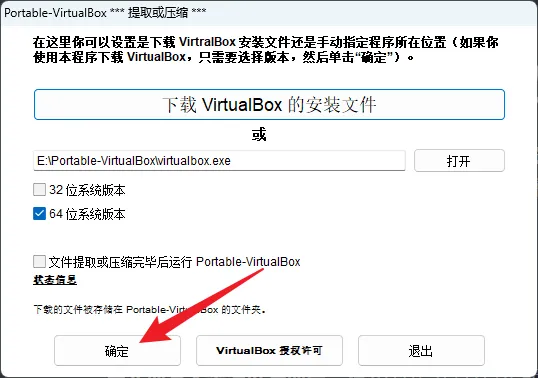 Portable-VirtualBox *** 提取或压缩 ***
在这里你可以设置是下载 VirtralBox 安装文件还是手动指定程序所在位置（如果你
使用本程序下载 VirtualBox，只需要选择版本，然后单击“确定”）。
下载 VirtualBox 的安装文件
或
E:\Portable-VirtualBox\virtualbox.exe
打开
32 位系统版本
64 位系统版本
文件提取或压缩完毕后运行 Portable-VirtualBox
状态信息
下载的文件被存储在 Portable-VirtualBox 的文件夹。
确定
VirtualBox 授权许可
退出